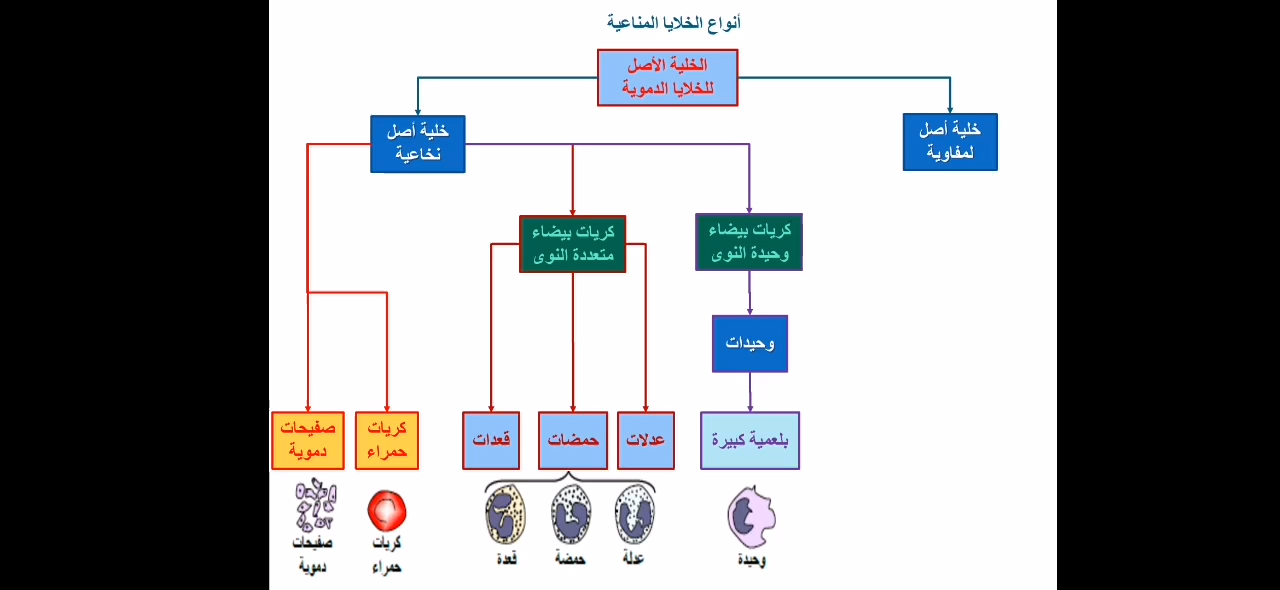 أنواع الخلايا المناعية
الخلية الأصل
للخلايا الدموية
خلية أصل
لمفاوية
خلية أصل
نخاعية
كريات بيضاء
وحيدة النوى
كريات بيضاء
متعددة النوى
وحيدات
بلعمية كبيرة
عدلات
حمضات
قعدات
كريات
حمراء
صفيحات
دموية
وحيدة
عدلة
حمضة
قعدة
كريات
حمراء
صفيحات
دموية